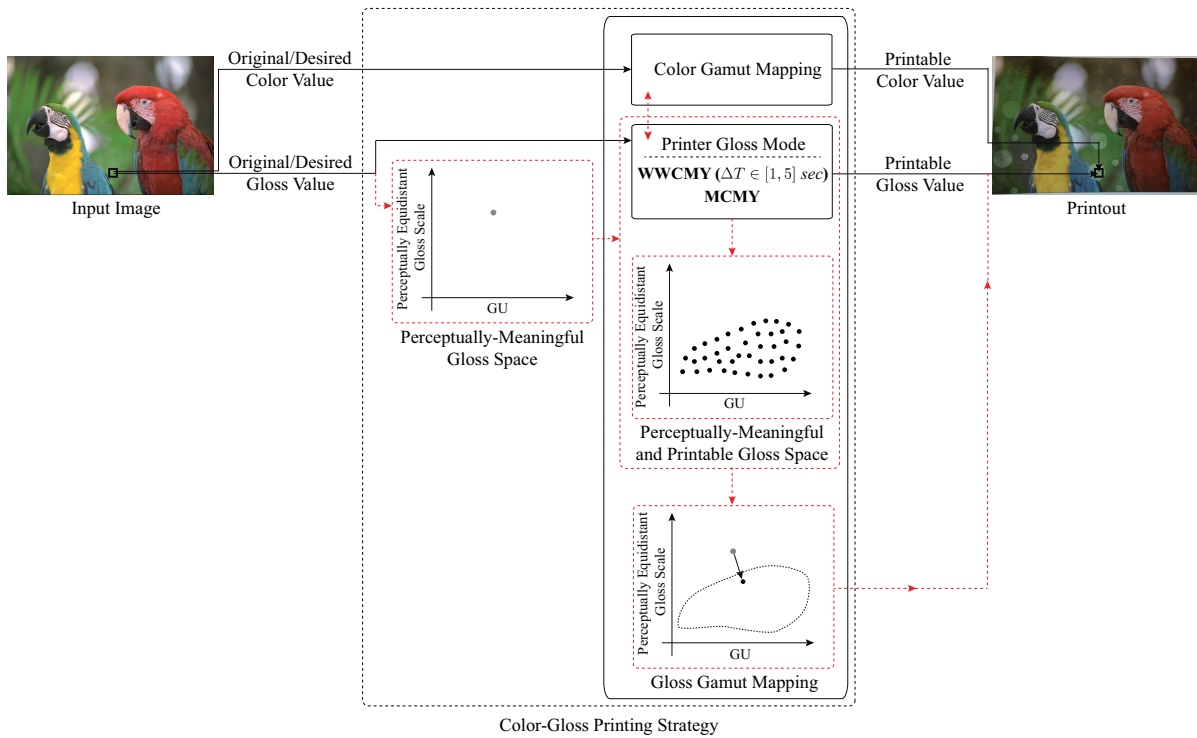 Original/Desired
Color Value
Original/Desired
Gloss Value
Input Image
Color Gamut Mapping
Printer Gloss Mode
WWCMY (ΔT ∈ [1, 5] sec)
MCMY
Printable
Color Value
Printable
Gloss Value
Printout
Perceptually Equidistant
Gloss Scale
GU
Perceptually-Meaningful
Gloss Space
Perceptually Equidistant
Gloss Scale
GU
Perceptually-Meaningful
and Printable Gloss Space
Perceptually Equidistant
Gloss Scale
GU
Gloss Gamut Mapping
Color-Gloss Printing Strategy